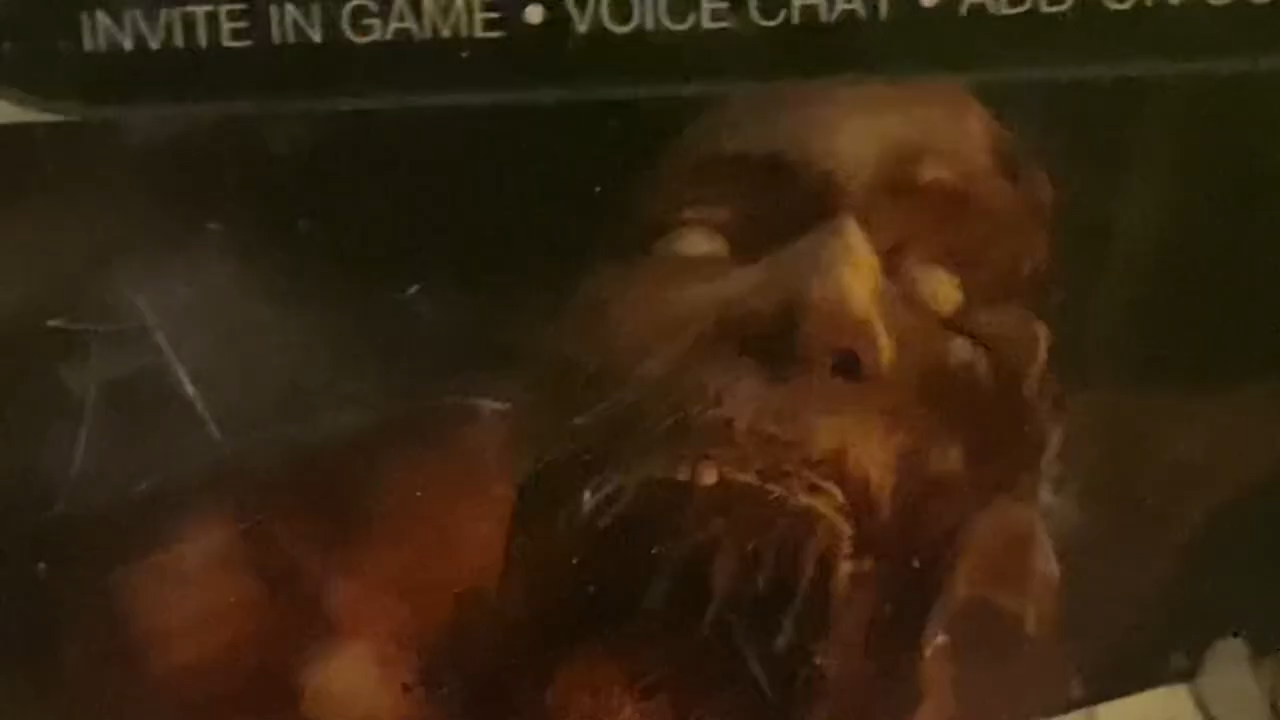 INVITE IN GAME • VOICE CHAT •